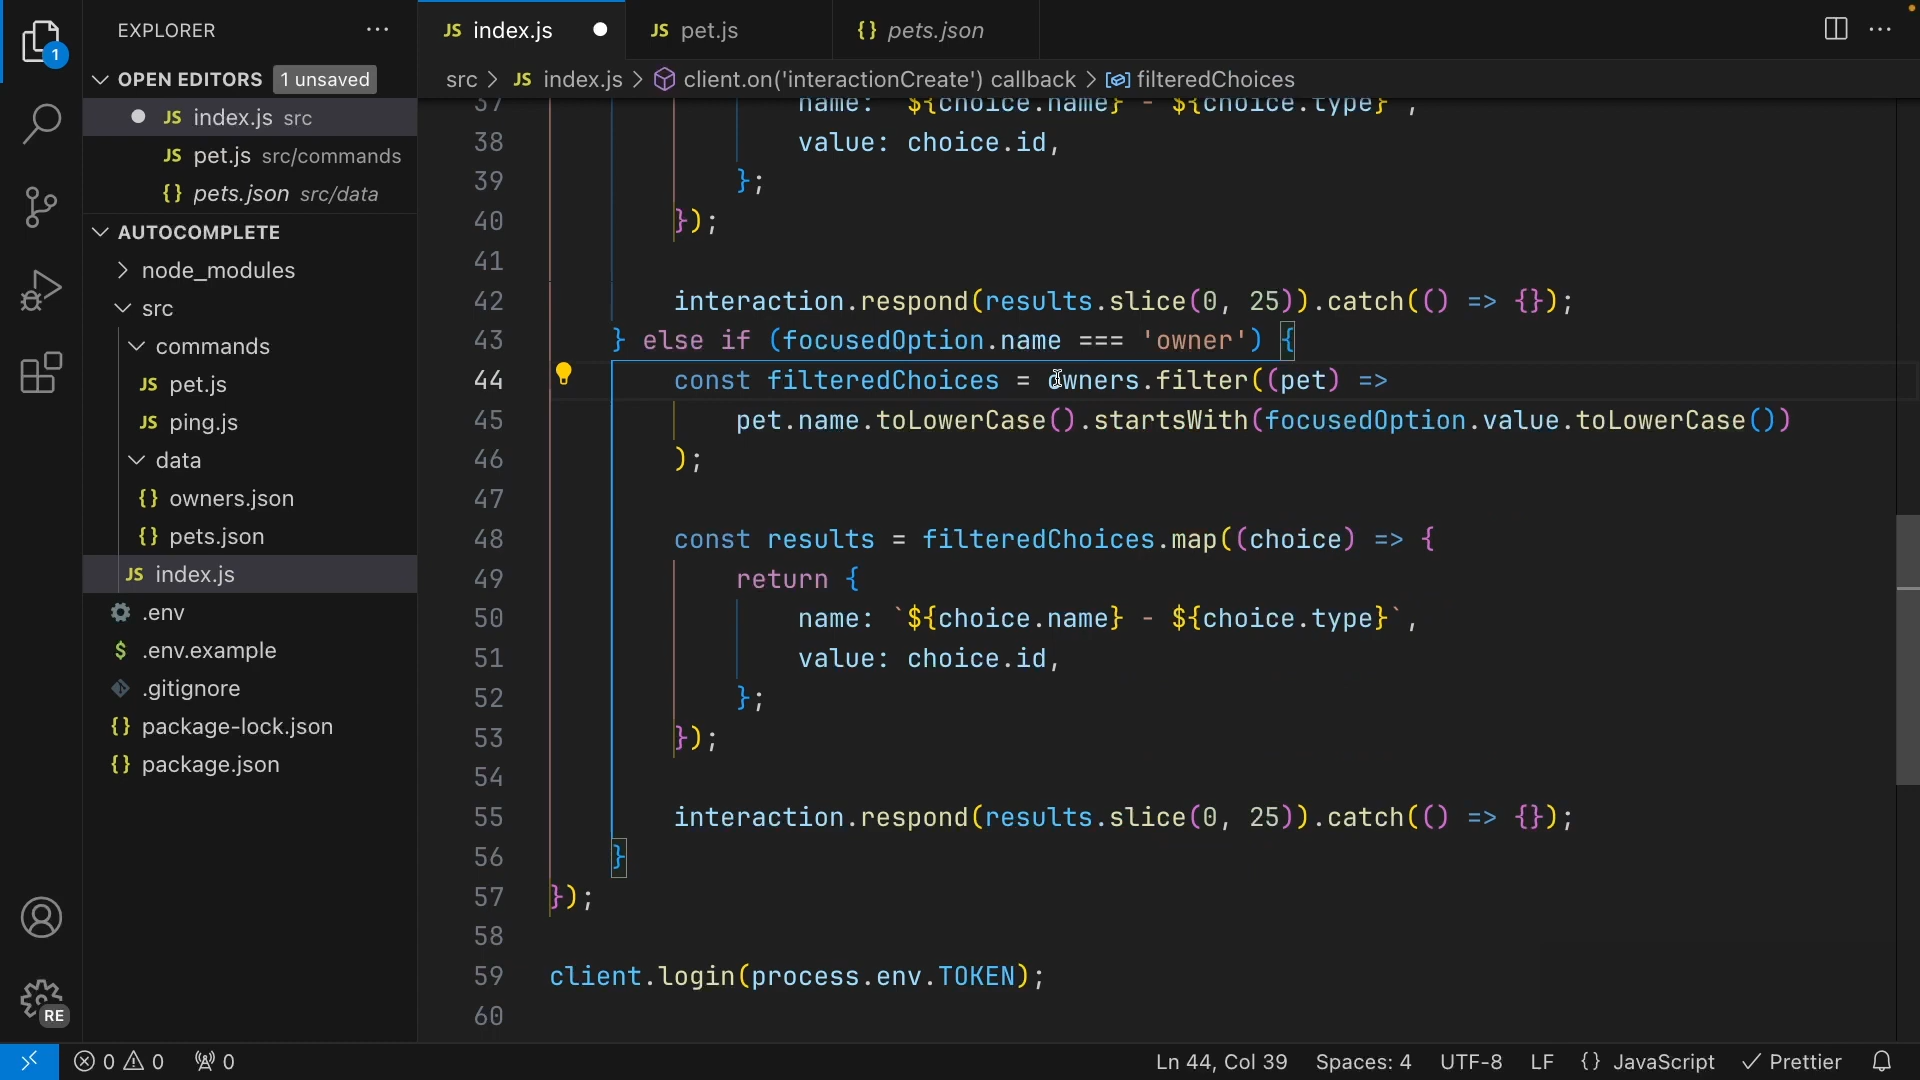 EXPLORER
JS index.js
JS pet.js
{} pets.json
1
OPEN EDITORS 1 unsaved
src > JS index.js > client.on('interactionCreate') callback > filteredChoices
JS index.js src
JS pet.js src/commands
{} pets.json src/data
AUTOCOMPLETE
node_modules
src
commands
JS pet.js
JS ping.js
data
{} owners.json
{} pets.json
JS index.js
.env
$ .env.example
.gitignore
{} package-lock.json
{} package.json
37 name: `${choice.name} - ${choice.type}`,
38 value: choice.id,
39 };
40 });
41
42 interaction.respond(results.slice(0, 25)).catch(() => {});
43 } else if (focusedOption.name === 'owner') {
44 const filteredChoices = owners.filter((pet) =>
45 pet.name.toLowerCase().startsWith(focusedOption.value.toLowerCase())
46 );
47
48 const results = filteredChoices.map((choice) => {
49 return {
50 name: `${choice.name} - ${choice.type}`,
51 value: choice.id,
52 };
53 });
54
55 interaction.respond(results.slice(0, 25)).catch(() => {});
56 }
57 });
58
59 client.login(process.env.TOKEN);
60
RE
0 0 0
Ln 44, Col 39 Spaces: 4 UTF-8 LF {} JavaScript Prettier